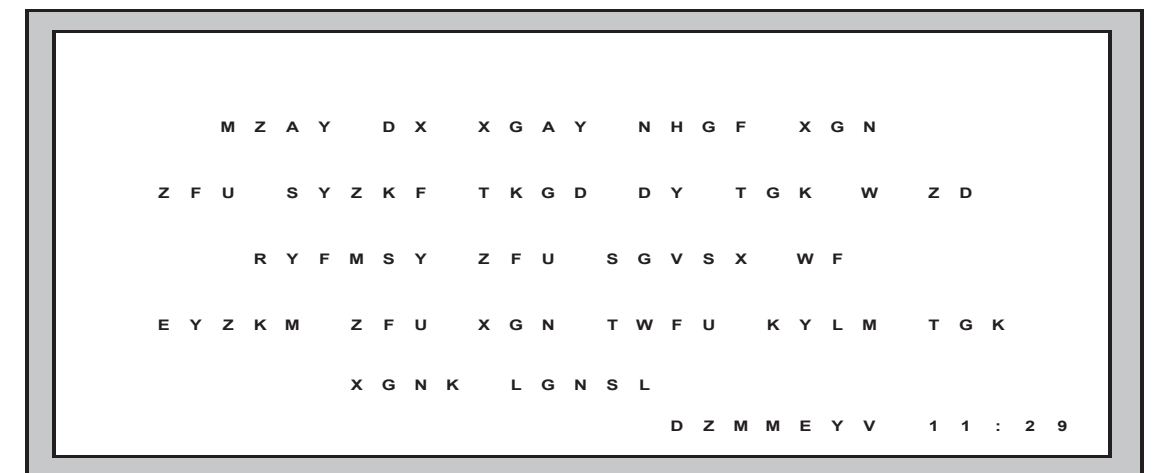 MZAY DX XGAY NHGF XGN
ZFU SYZKF TKGD DY TGK W ZD
RYFMSY ZFU SGVSX WF
EYZKM ZFU XGN TWFU KYLM TGK
XGNK LGNSL
DZMMEYV 11:29